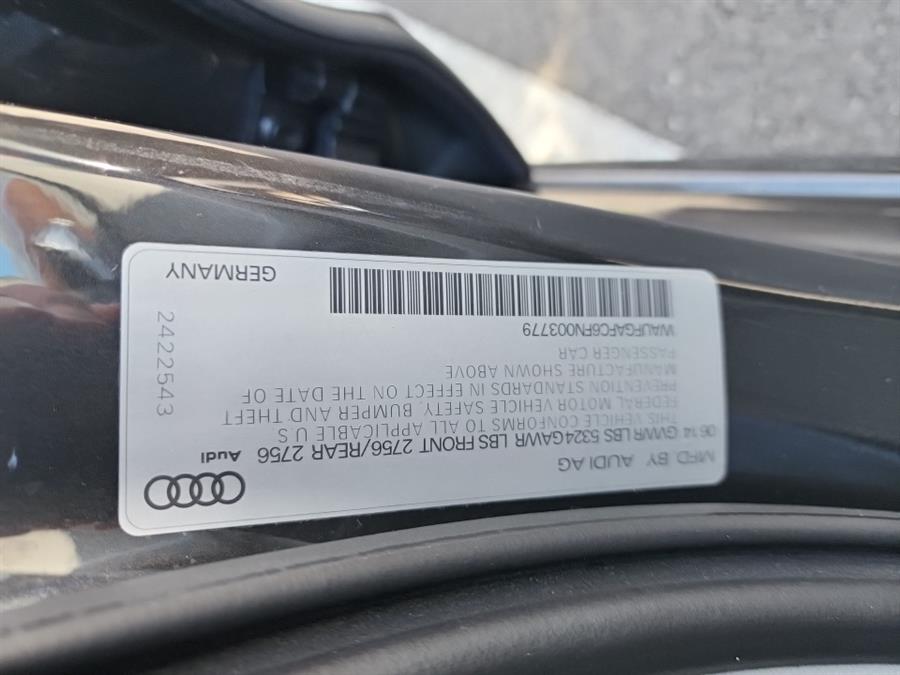 MFD BY AUDI AG
06 14 GVWR LBS 5324 GAWR LBS FRONT 2756/REAR 2756
THIS VEHICLE CONFORMS TO ALL APPLICABLE U S
FEDERAL MOTOR VEHICLE SAFETY, BUMPER AND THEFT
PREVENTION STANDARDS IN EFFECT ON THE DATE OF
MANUFACTURE SHOWN ABOVE
PASSENGER CAR
WAUFGAFC6FN003779
Audi
2422543
GERMANY